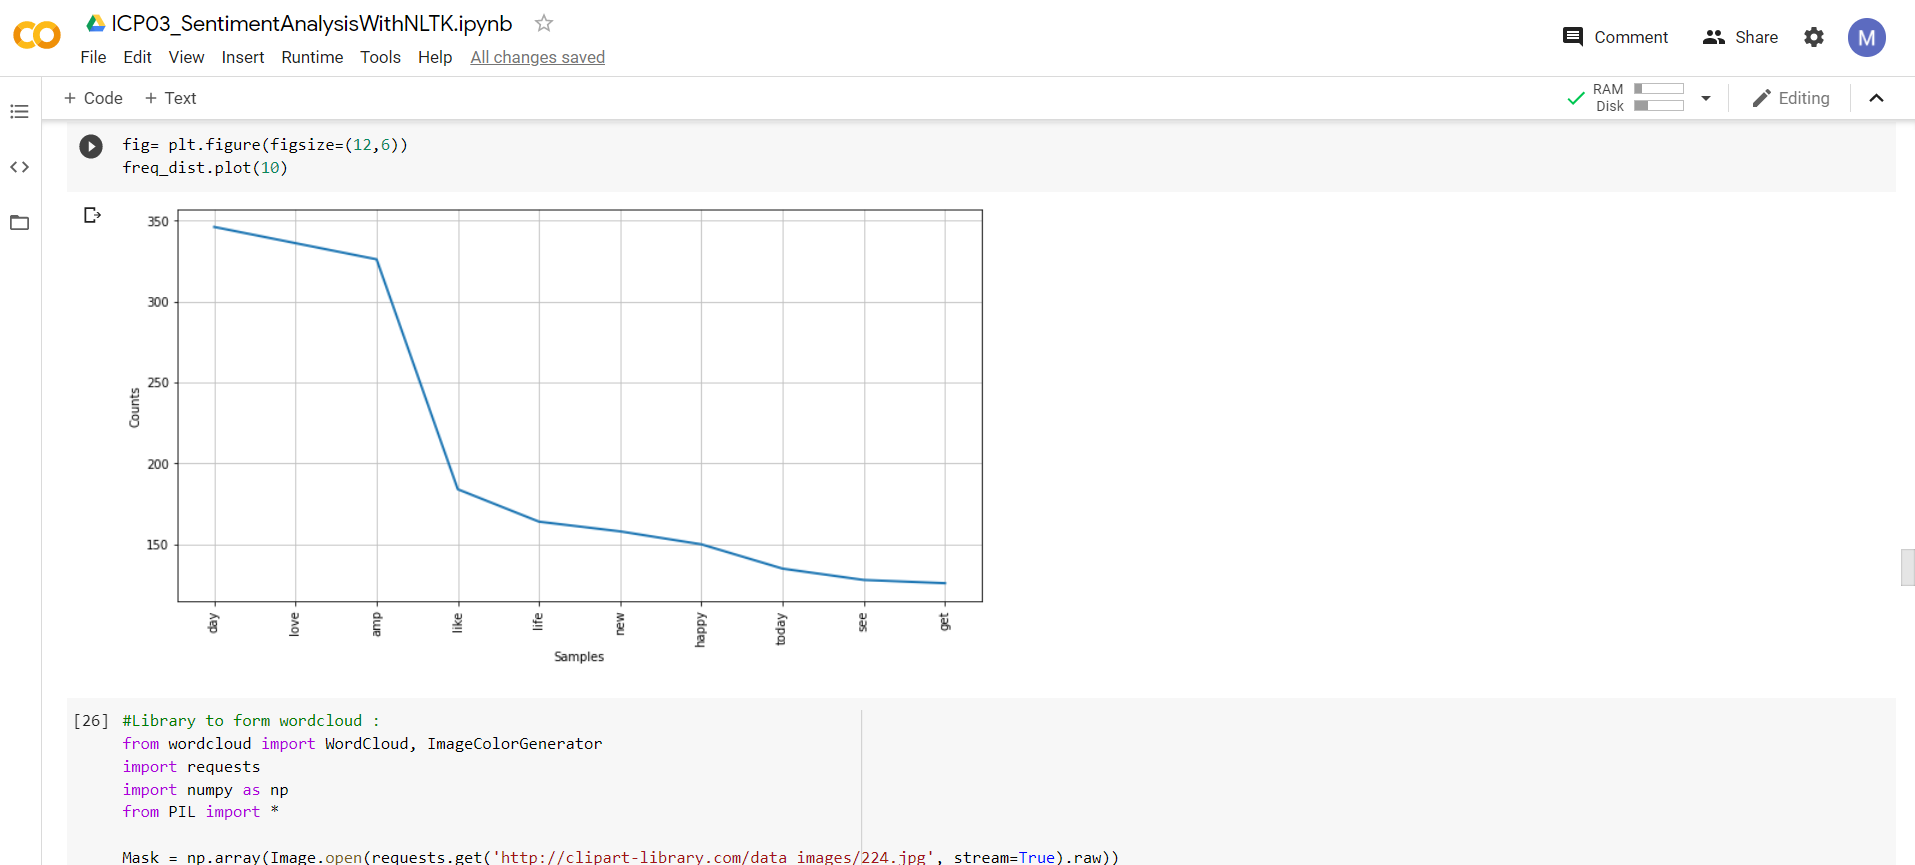 ICP03_SentimentAnalysisWithNLTK.ipynb
File Edit View Insert Runtime Tools Help All changes saved
Comment Share M
+ Code + Text
RAM
Disk
Editing
fig= plt.figure(figsize=(12,6))
freq_dist.plot(10)
350
300
250
200
150
Counts
day love amp like life new happy today see get
Samples
[26] #Library to form wordcloud :
from wordcloud import WordCloud, ImageColorGenerator
import requests
import numpy as np
from PIL import *
Mask = np.array(Image.open(requests.get('http://clipart-library.com/data_images/224.jpg', stream=True).raw))